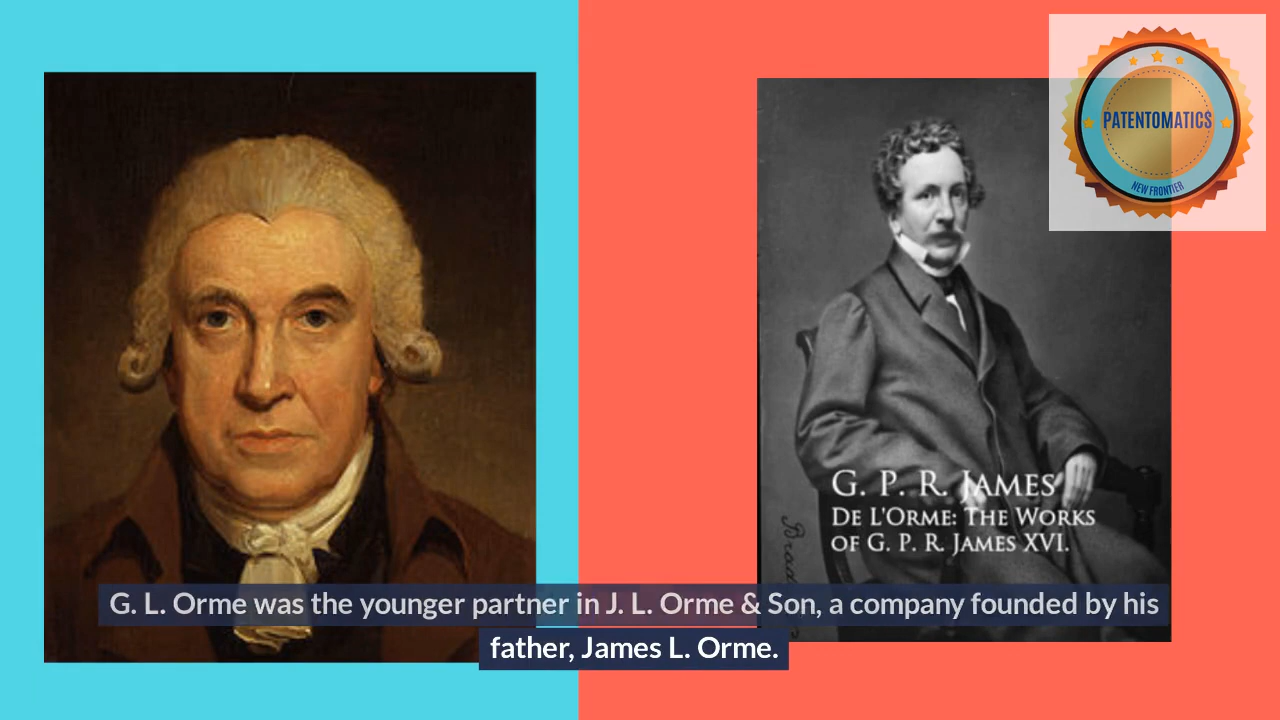 PATENTOMATICS
NEW FRONTIER
G. P. R. JAMES
DE L'ORME: THE WORKS
OF G. P. R. JAMES XVI.
G. L. Orme was the younger partner in J. L. Orme & Son, a company founded by his
father, James L. Orme.